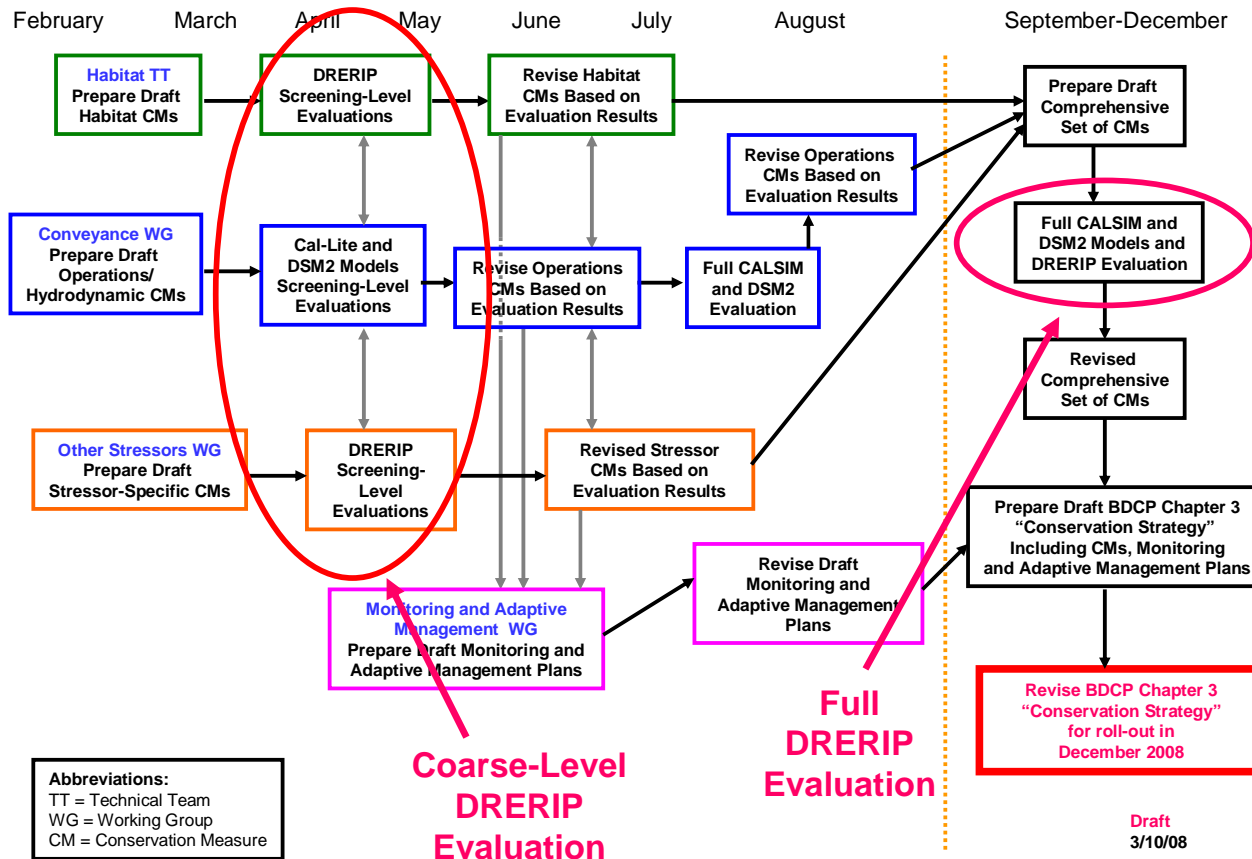 February March April May June July August September-December
Habitat TT
Prepare Draft
Habitat CMs
DRERIP
Screening-Level
Evaluations
Revise Habitat
CMs Based on
Evaluation Results
Prepare Draft
Comprehensive
Set of CMs
Revise Operations
CMs Based on
Evaluation Results
Conveyance WG
Prepare Draft
Operations/
Hydrodynamic CMs
Cal-Lite and
DSM2 Models
Screening-Level
Evaluations
Revise Operations
CMs Based on
Evaluation Results
Full CALSIM
and DSM2
Evaluation
Full CALSIM and
DSM2 Models and
DRERIP Evaluation
Revised
Comprehensive
Set of CMs
Other Stressors WG
Prepare Draft
Stressor-Specific CMs
DRERIP
Screening-
Level
Evaluations
Revised Stressor
CMs Based on
Evaluation Results
Prepare Draft BDCP Chapter 3
“Conservation Strategy”
Including CMs, Monitoring
and Adaptive Management Plans
Monitoring and Adaptive
Management WG
Prepare Draft Monitoring and
Adaptive Management Plans
Revise Draft
Monitoring and
Adaptive Management
Plans
Revise BDCP Chapter 3
“Conservation Strategy”
for roll-out in
December 2008
Coarse-Level
DRERIP
Evaluation
Full
DRERIP
Evaluation
Abbreviations:
TT = Technical Team
WG = Working Group
CM = Conservation Measure
Draft
3/10/08